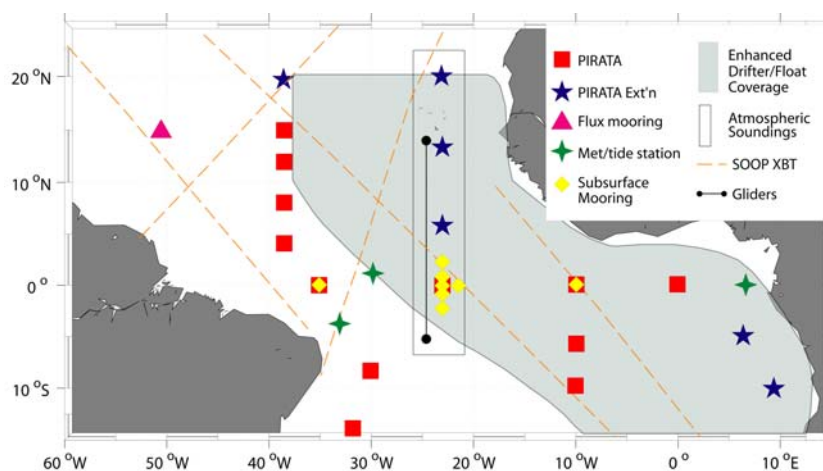 20 °N
10 °N
0 °
10 °S
60 °W
50 °W
40 °W
30 °W
20 °W
10 °W
0 °
10 °E
PIRATA
PIRATA Ext'n
Flux mooring
Met/tide station
Subsurface
Mooring
Enhanced
Drifter/Float
Coverage
Atmospheric
Soundings
SOOP XBT
Gliders